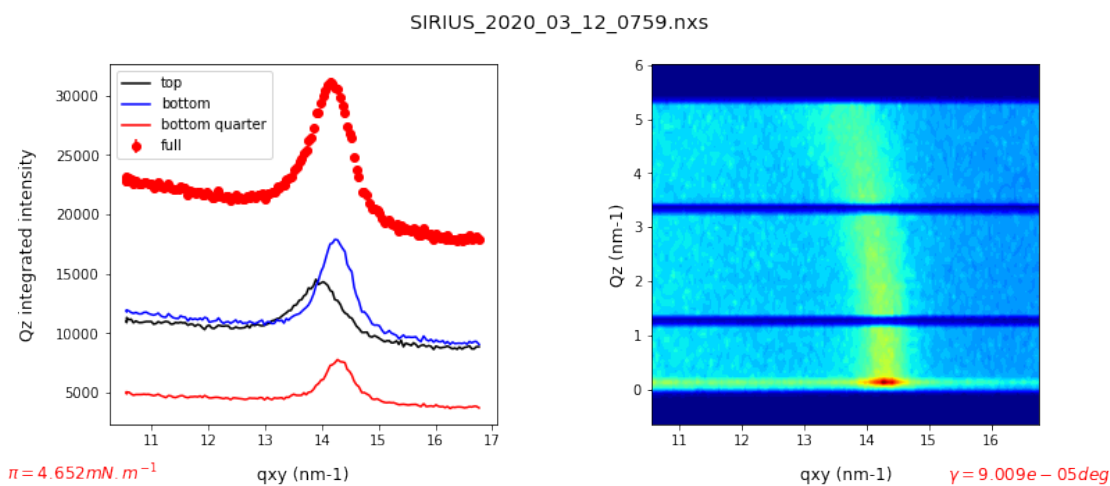 SIRIUS_2020_03_12_0759.nxs
top
bottom
bottom quarter
full
30000
25000
20000
15000
10000
5000
Qz integrated intensity
11 12 13 14 15 16 17
qxy (nm-1)
π = 4.652mN. m⁻¹
6
5
4
3
2
1
0
Qz (nm-1)
11 12 13 14 15 16
qxy (nm-1)
γ = 9.009e − 05deg